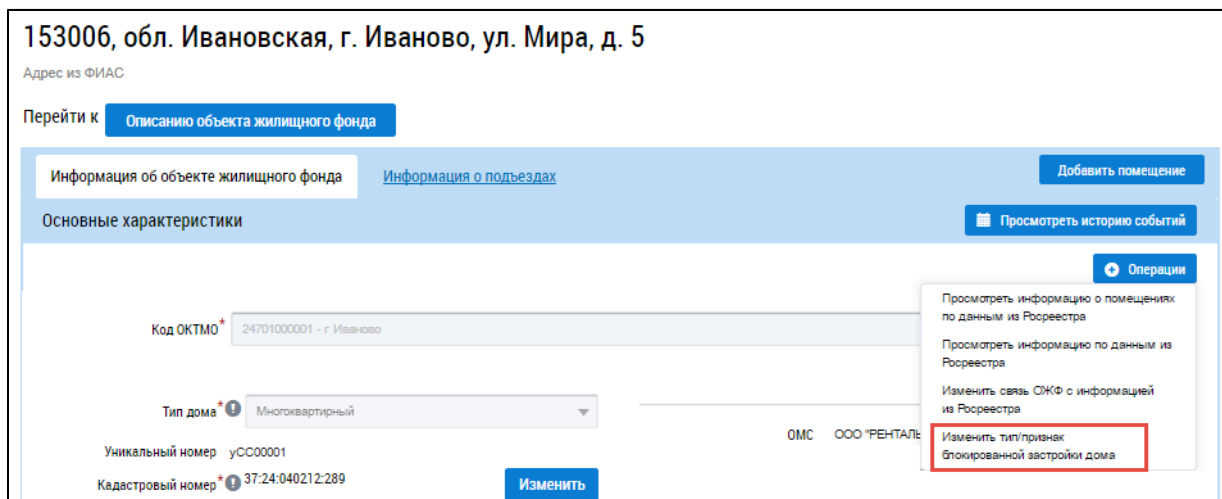 153006, обл. Ивановская, г. Иваново, ул. Мира, д. 5
Адрес из ФИАС
Перейти к Описанию объекта жилищного фонда
Информация об объекте жилищного фонда Информация о подъездах Добавить помещение
Основные характеристики Просмотреть историю событий
Операции
Просмотреть информацию о помещениях
по данным из Росреестра
Код ОКТМО* 24701000001 - г Иваново
Просмотреть информацию по данным из
Росреестра
Изменить связь ОЖФ с информацией
из Росреестра
Тип дома* Многоквартирный
ОМС ООО "РЕНТАЛЬ
Изменить тип/признак
блокированной застройки дома
Уникальный номер уСС00001
Кадастровый номер* 37:24:040212:289 Изменить